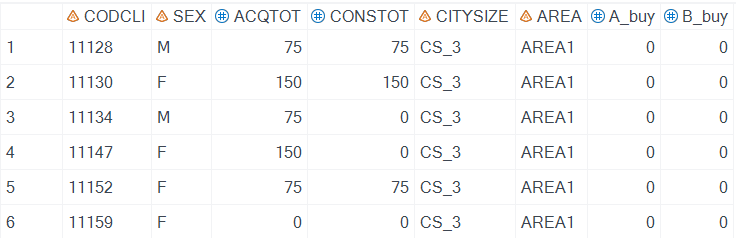 CODCLI SEX ACQTOT CONSTOT CITYSIZE AREA A_buy B_buy
1 11128 M 75 75 CS_3 AREA1 0 0
2 11130 F 150 150 CS_3 AREA1 0 0
3 11134 M 75 0 CS_3 AREA1 0 0
4 11147 F 150 0 CS_3 AREA1 0 0
5 11152 F 75 75 CS_3 AREA1 0 0
6 11159 F 0 0 CS_3 AREA1 0 0